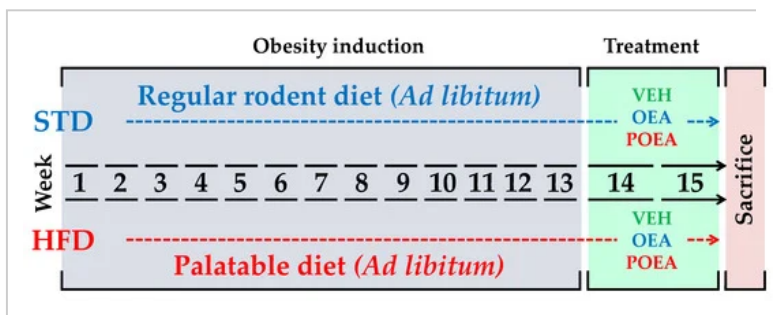 Obesity induction Treatment
Regular rodent diet (Ad libitum)
STD
VEH
OEA
POEA
Week 1 2 3 4 5 6 7 8 9 10 11 12 13 14 15
Sacrifice
HFD
Palatable diet (Ad libitum)
VEH
OEA
POEA